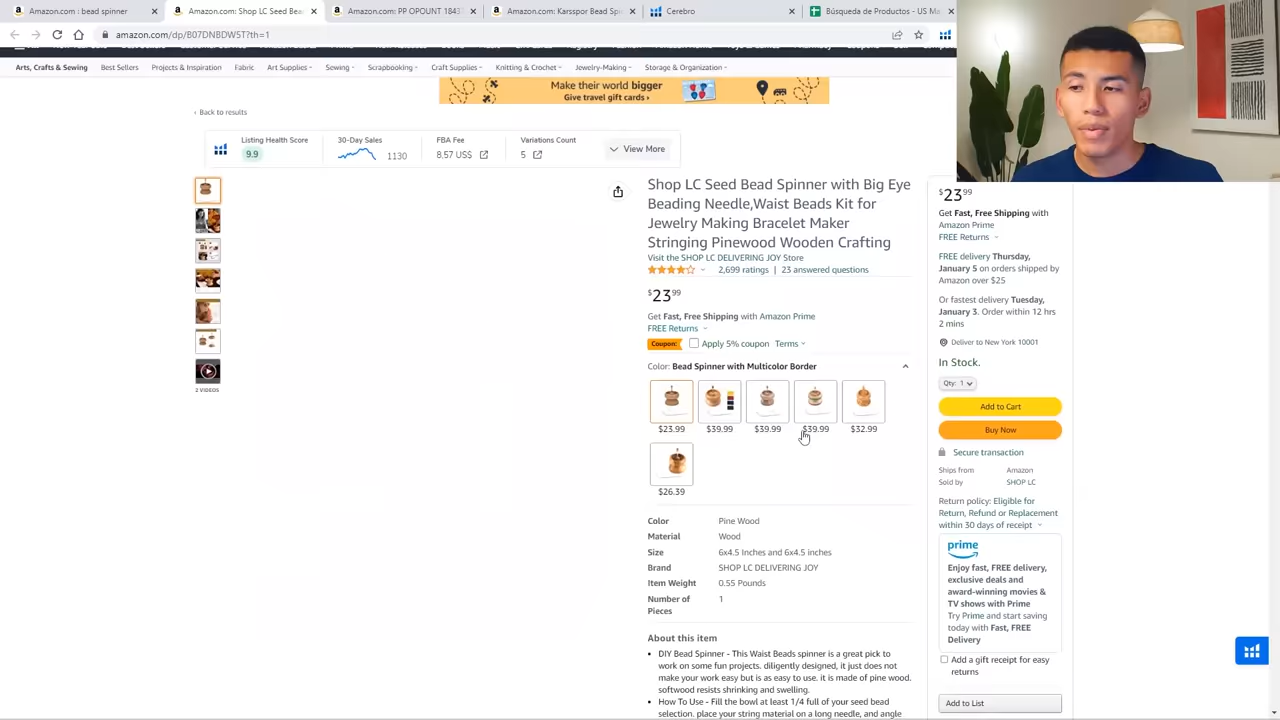 Amazon.com : bead spinner
Amazon.com: Shop LC Seed Bea
Amazon.com: PP OPOUNT 1843
Amazon.com: Karsspor Bead Spi
Cerebro
Búsqueda de Productos - US Ma
amazon.com/dp/B07DNBDW5T?th=1
Arts, Crafts & Sewing
Best Sellers
Projects & Inspiration
Fabric
Art Supplies
Sewing
Scrapbooking
Craft Supplies
Knitting & Crochet
Jewelry-Making
Storage & Organization
Make their world bigger
Give travel gift cards ›
‹ Back to results
Listing Health Score
9.9
30-Day Sales
1130
FBA Fee
8.57 US$
Variations Count
5
View More
Shop LC Seed Bead Spinner with Big Eye
Beading Needle,Waist Beads Kit for
Jewelry Making Bracelet Maker
Stringing Pinewood Wooden Crafting
Visit the SHOP LC DELIVERING JOY Store
2,699 ratings | 23 answered questions
$23.99
Get Fast, Free Shipping with Amazon Prime
FREE Returns
Coupon: Apply 5% coupon Terms
Color: Bead Spinner with Multicolor Border
$23.99
$39.99
$39.99
$39.99
$32.99
$26.39
Color Pine Wood
Material Wood
Size 6x4.5 Inches and 6x4.5 inches
Brand SHOP LC DELIVERING JOY
Item Weight 0.55 Pounds
Number of 1
Pieces
About this item
• DIY Bead Spinner - This Waist Beads spinner is a great pick to
work on some fun projects. diligently designed, it just does not
make your work easy but is as easy to use. it is made of pine wood.
softwood resists shrinking and swelling.
• How To Use - Fill the bowl at least 1/4 full of your seed bead
selection. place your string material on a long needle, and angle
2 VIDEOS
$23.99
Get Fast, Free Shipping with
Amazon Prime
FREE Returns
FREE delivery Thursday,
January 5 on orders shipped by
Amazon over $25
Or fastest delivery Tuesday,
January 3. Order within 12 hrs
2 mins
Deliver to New York 10001
In Stock.
Qty: 1
Add to Cart
Buy Now
Secure transaction
Ships from Amazon
Sold by SHOP LC
Return policy: Eligible for
Return, Refund or Replacement
within 30 days of receipt
prime
Enjoy fast, FREE delivery,
exclusive deals and
award-winning movies &
TV shows with Prime
Try Prime and start saving
today with Fast, FREE
Delivery
Add a gift receipt for easy
returns
Add to List